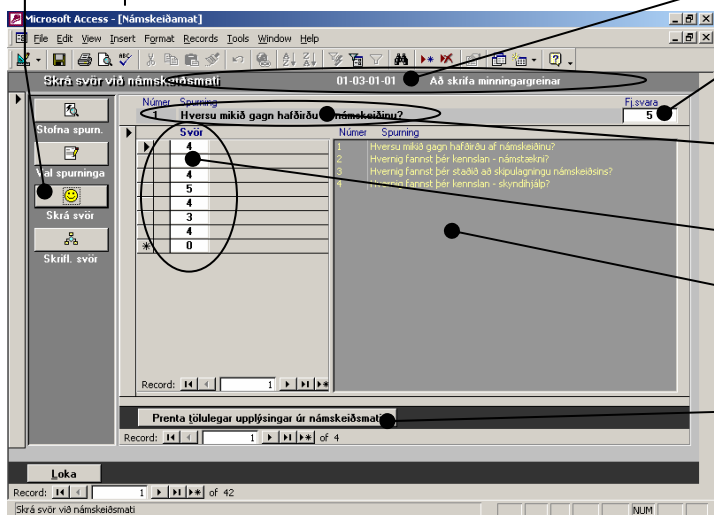 Microsoft Access - [Námskeiðamat]
File Edit View Insert Format Records Tools Window Help
Skrá svör við námskeiðsmati 01-03-01-01 Að skrifa minningargreinar
Númer Spurning Fj.svara
1 Hversu mikið gagn hafðirðu námskeiðinu? 5
Stofna spurn.
Val spurninga
Skrá svör
Skrifl. svör
Svör
4
4
5
4
3
4
0
Númer Spurning
1 Hversu mikið gagn hafðirðu af námskeiðinu?
2 Hvernig fannst þér kennslan - námstækni?
3 Hvernig fannst þér staðið að skipulagningu námskeiðsins?
4 Hvernig fannst þér kennslan - skyndihjálp?
Record: 1
Prenta tölulegar upplýsingar úr námskeiðsmati
Record: 1 of 4
Loka
Record: 1 of 42
Skrá svör við námskeiðsmati NUM